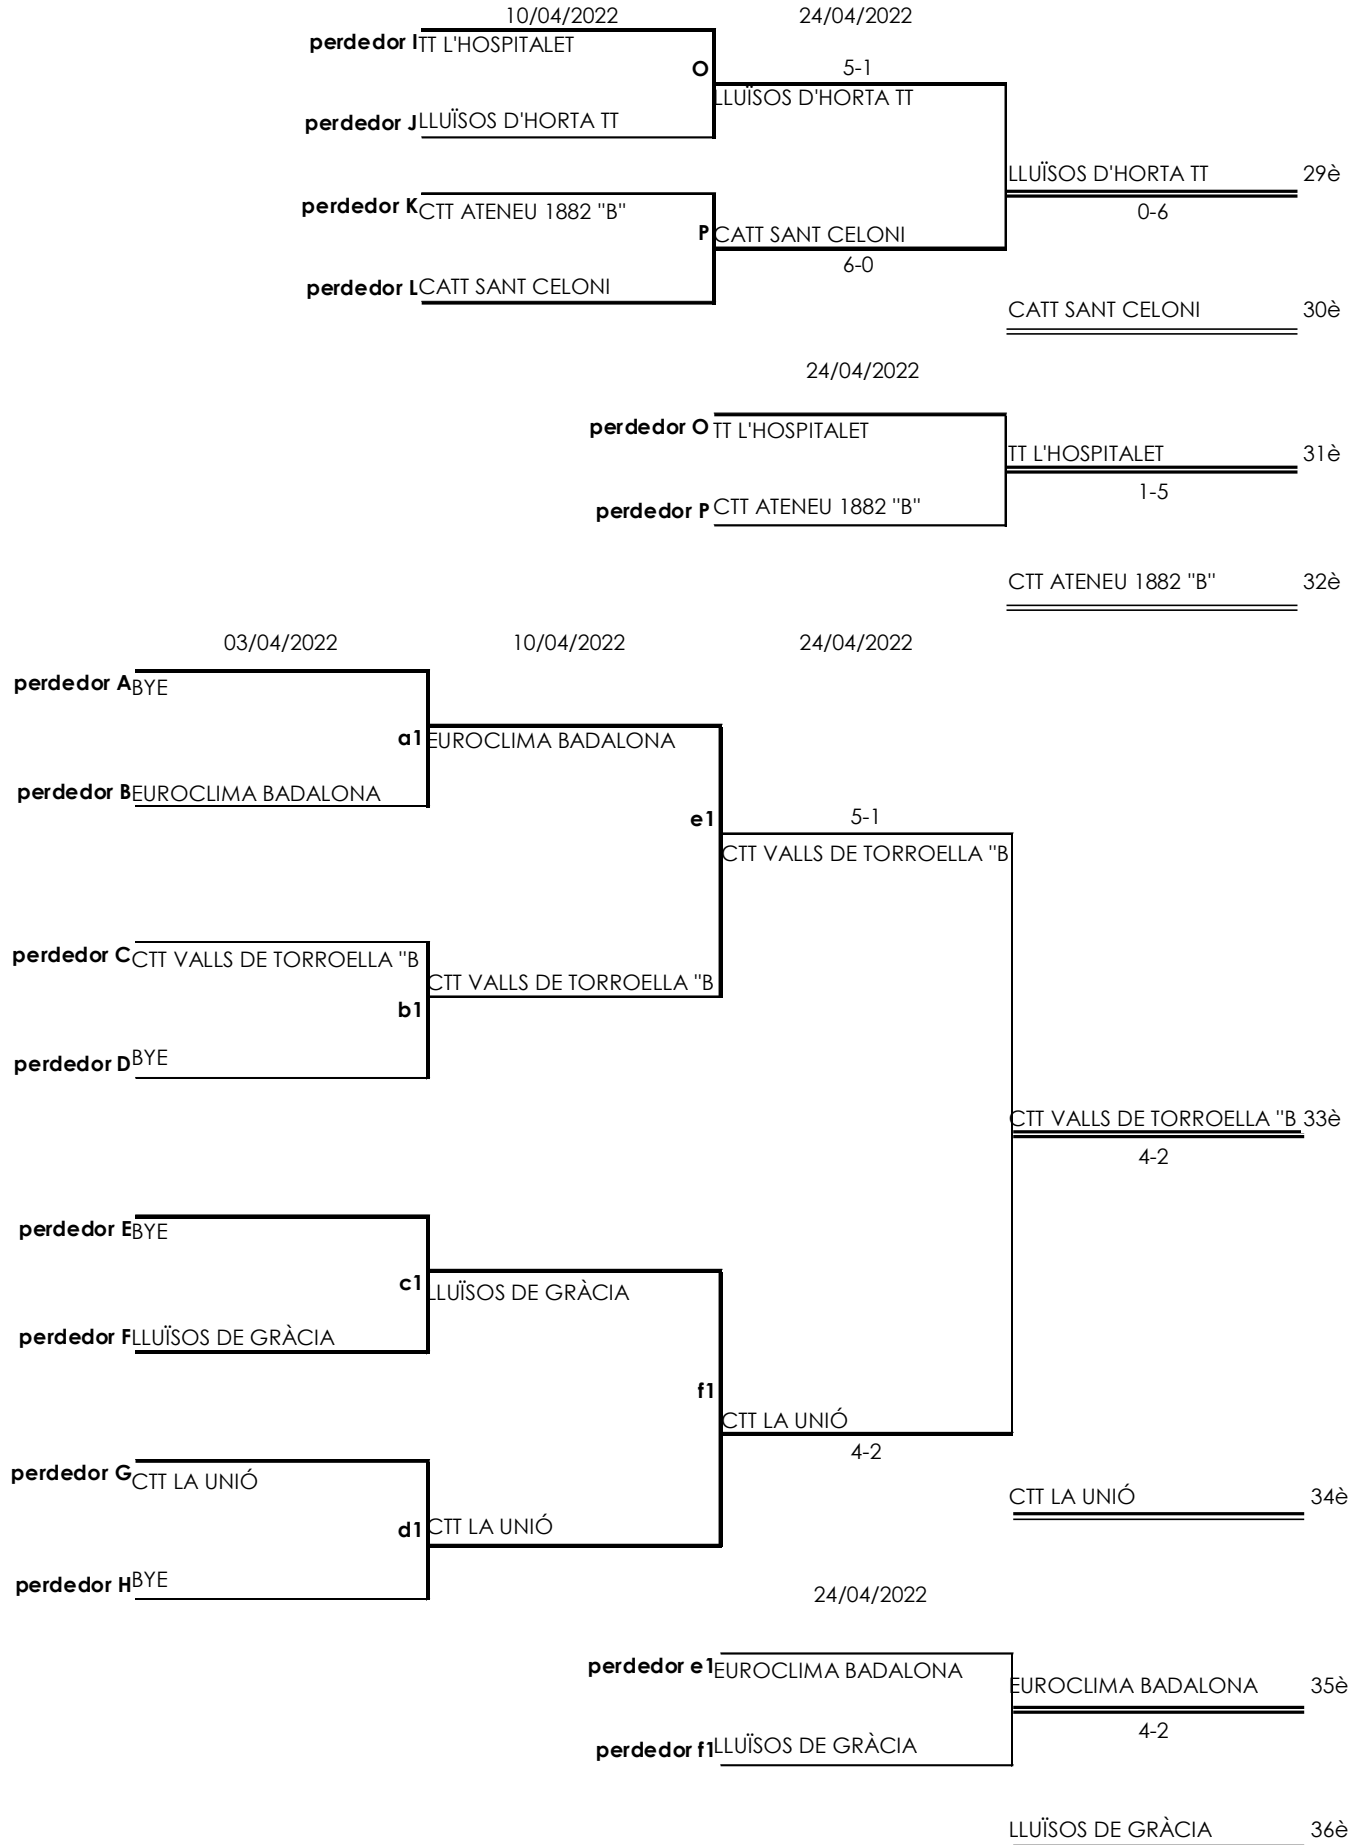 10/04/2022 24/04/2022
perdedor I TT L'HOSPITALET
O 5-1
LLUÏSOS D'HORTA TT
perdedor J LLUÏSOS D'HORTA TT
LLUÏSOS D'HORTA TT 29è
perdedor K CTT ATENEU 1882 "B" 0-6
P CATT SANT CELONI
6-0
perdedor L CATT SANT CELONI
CATT SANT CELONI 30è
24/04/2022
perdedor O TT L'HOSPITALET
TT L'HOSPITALET 31è
1-5
perdedor P CTT ATENEU 1882 "B"
CTT ATENEU 1882 "B" 32è
03/04/2022 10/04/2022 24/04/2022
perdedor A BYE
a1 EUROCLIMA BADALONA
perdedor B EUROCLIMA BADALONA
e1 5-1
CTT VALLS DE TORROELLA "B
perdedor C CTT VALLS DE TORROELLA "B
CTT VALLS DE TORROELLA "B
b1
perdedor D BYE
CTT VALLS DE TORROELLA "B 33è
4-2
perdedor E BYE
c1 LLUÏSOS DE GRÀCIA
perdedor F LLUÏSOS DE GRÀCIA
f1
CTT LA UNIÓ
4-2
perdedor G CTT LA UNIÓ
CTT LA UNIÓ 34è
d1 CTT LA UNIÓ
perdedor H BYE
24/04/2022
perdedor e1 EUROCLIMA BADALONA
EUROCLIMA BADALONA 35è
4-2
perdedor f1 LLUÏSOS DE GRÀCIA
LLUÏSOS DE GRÀCIA 36è